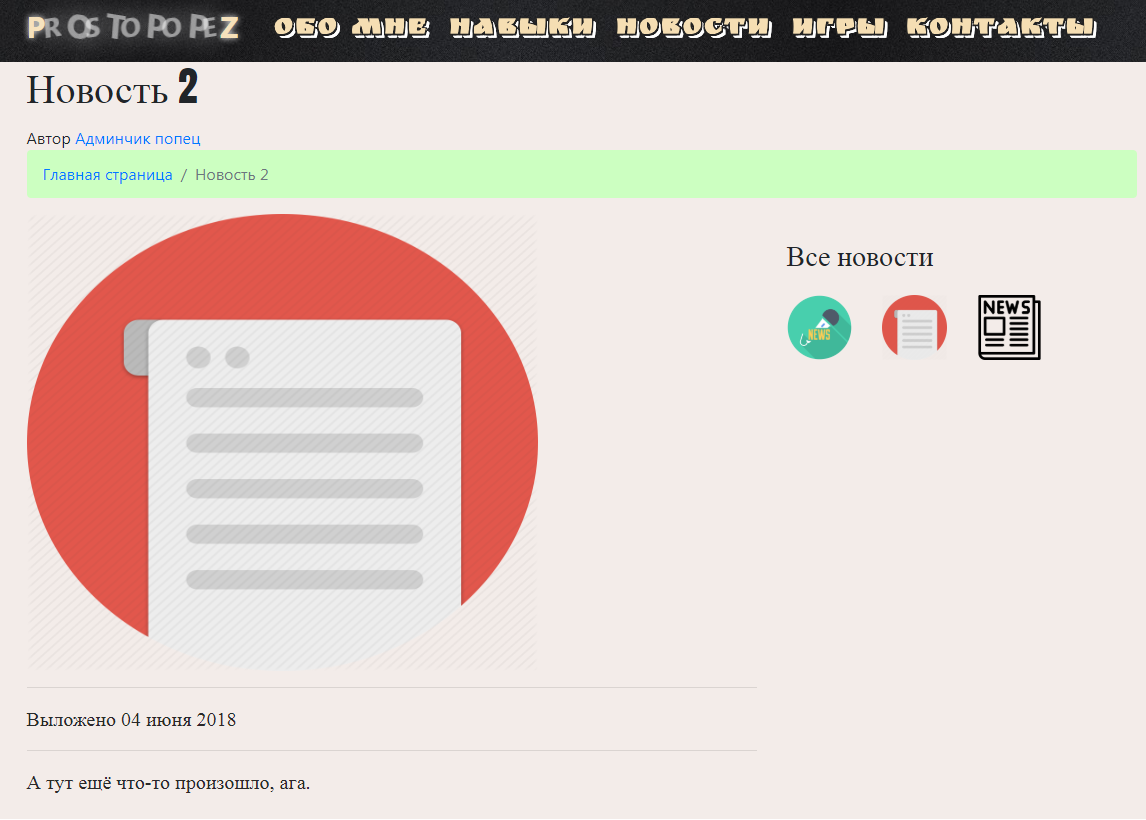 PROSTOPOPEZ ОБО МНЕ НАВЫКИ НОВОСТИ ИГРЫ КОНТАКТЫ
Новость 2
Автор Админчик попец
Главная страница / Новость 2
Все новости
NEWS
NEWS
Выложено 04 июня 2018
А тут ещё что-то произошло, ага.